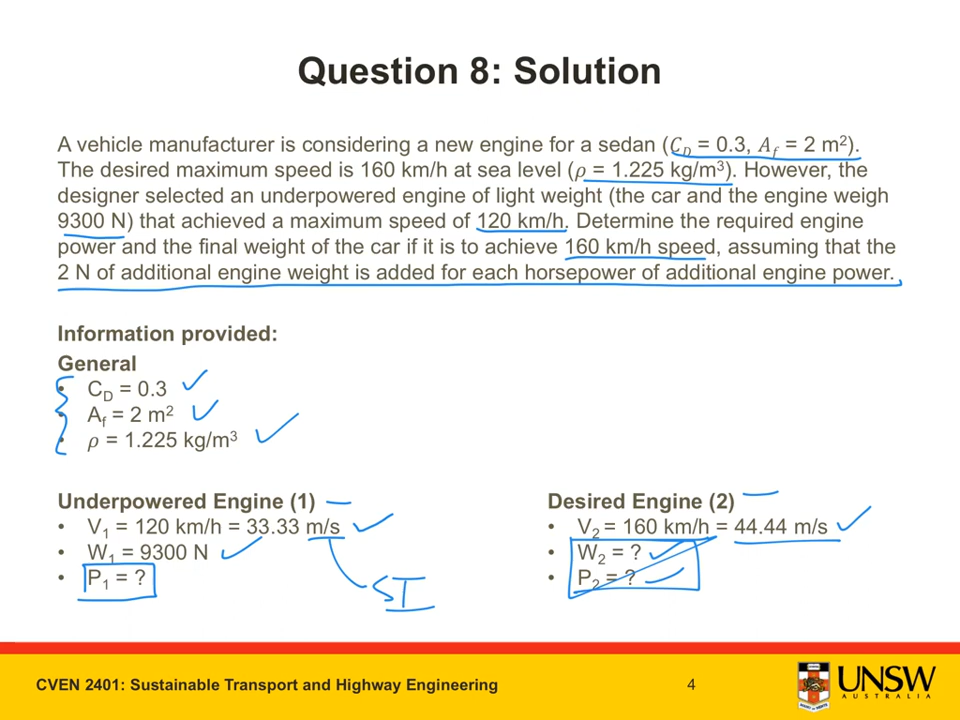 Question 8: Solution
A vehicle manufacturer is considering a new engine for a sedan (C_D = 0.3, A_f = 2 m²).
The desired maximum speed is 160 km/h at sea level (ρ = 1.225 kg/m³). However, the
designer selected an underpowered engine of light weight (the car and the engine weigh
9300 N) that achieved a maximum speed of 120 km/h. Determine the required engine
power and the final weight of the car if it is to achieve 160 km/h speed, assuming that the
2 N of additional engine weight is added for each horsepower of additional engine power.
Information provided:
General
• C_D = 0.3
• A_f = 2 m²
• ρ = 1.225 kg/m³
Underpowered Engine (1)
• V₁ = 120 km/h = 33.33 m/s
• W₁ = 9300 N
• P₁ = ?
SI
Desired Engine (2)
• V₂ = 160 km/h = 44.44 m/s
• W₂ = ?
• P₂ = ?
CVEN 2401: Sustainable Transport and Highway Engineering
4
UNSW
AUSTRALIA